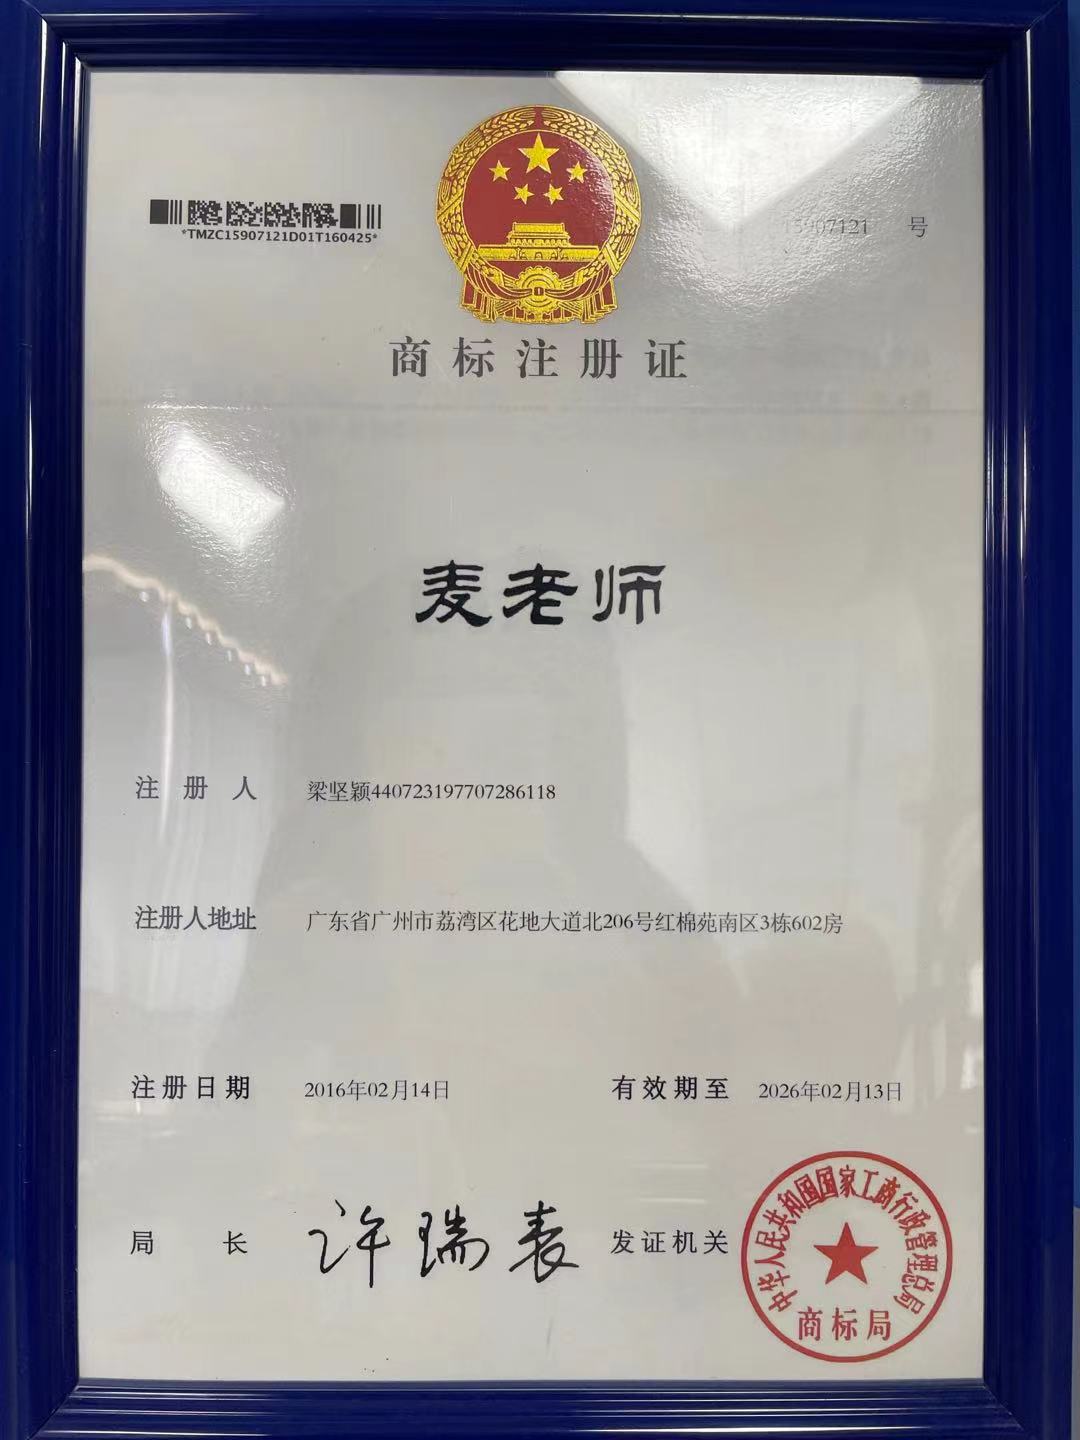 *TMZC15907121D01T160425*
15907121 号
商标注册证
麦老师
注册人 梁坚颖440723197707286118
注册人地址 广东省广州市荔湾区花地大道北206号红棉苑南区3栋602房
注册日期 2016年02月14日 有效期至 2026年02月13日
局长 许瑞表 发证机关
中华人民共和国国家工商行政管理总局
商标局